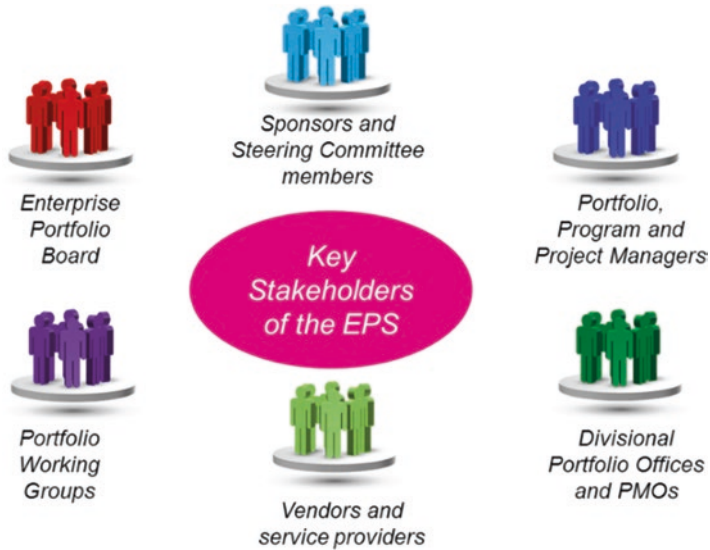 Sponsors and
Steering Committee
members
Enterprise
Portfolio
Board
Portfolio,
Program and
Project Managers
Key
Stakeholders
of the EPS
Portfolio
Working
Groups
Vendors and
service providers
Divisional
Portfolio Offices
and PMOs